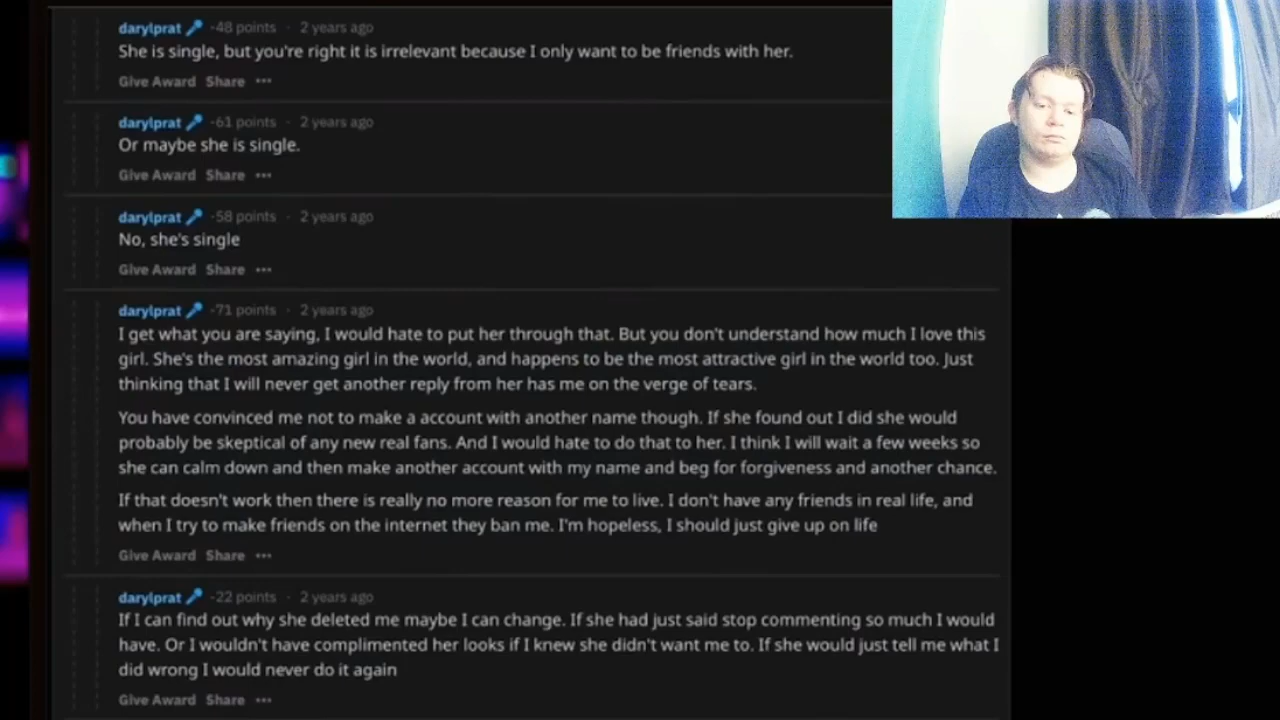 darylprat -48 points · 2 years ago
She is single, but you're right it is irrelevant because I only want to be friends with her.
Give Award Share ···
darylprat -61 points · 2 years ago
Or maybe she is single.
Give Award Share ···
darylprat -58 points · 2 years ago
No, she's single
Give Award Share ···
darylprat -71 points · 2 years ago
I get what you are saying, I would hate to put her through that. But you don't understand how much I love this
girl. She's the most amazing girl in the world, and happens to be the most attractive girl in the world too. Just
thinking that I will never get another reply from her has me on the verge of tears.
You have convinced me not to make a account with another name though. If she found out I did she would
probably be skeptical of any new real fans. And I would hate to do that to her. I think I will wait a few weeks so
she can calm down and then make another account with my name and beg for forgiveness and another chance.
If that doesn't work then there is really no more reason for me to live. I don't have any friends in real life, and
when I try to make friends on the internet they ban me. I'm hopeless, I should just give up on life
Give Award Share ···
darylprat -22 points · 2 years ago
If I can find out why she deleted me maybe I can change. If she had just said stop commenting so much I would
have. Or I wouldn't have complimented her looks if I knew she didn't want me to. If she would just tell me what I
did wrong I would never do it again
Give Award Share ···